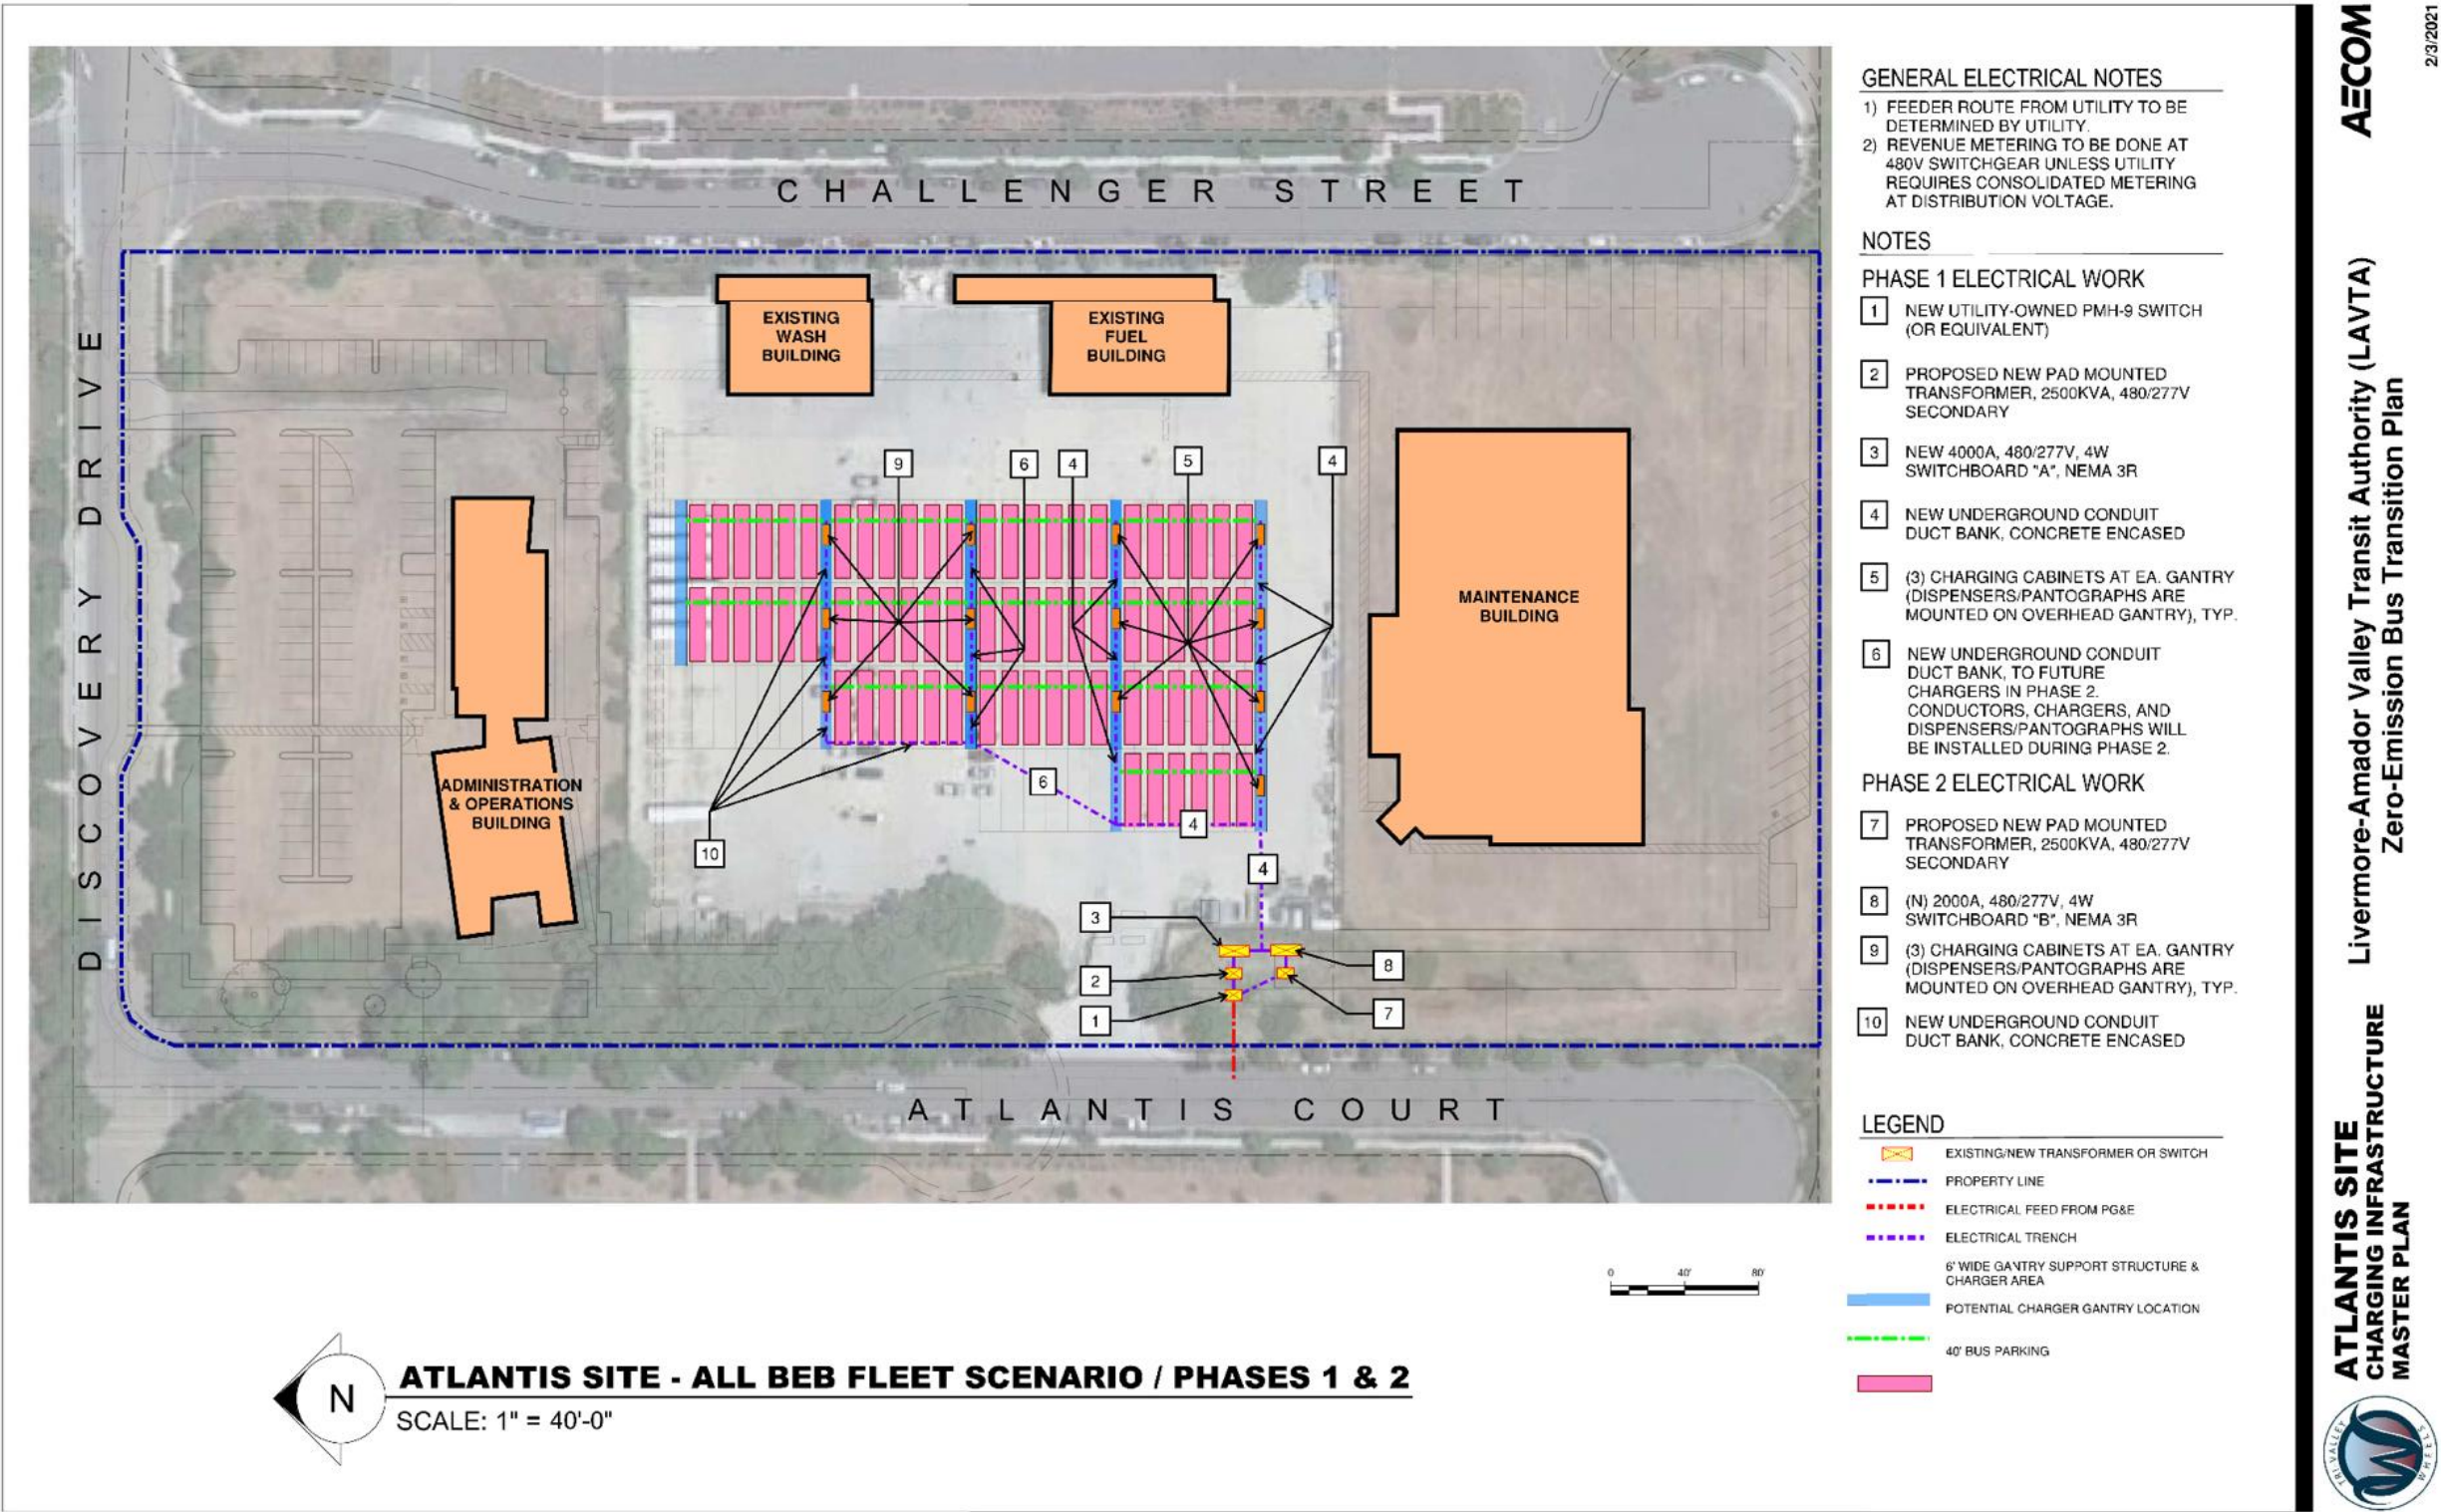 CHALLENGER STREET
DISCOVERY DRIVE
EXISTING
WASH
BUILDING
EXISTING
FUEL
BUILDING
MAINTENANCE
BUILDING
ADMINISTRATION
& OPERATIONS
BUILDING
9
6
4
5
4
6
4
10
4
3
2
1
8
7
ATLANTIS COURT
GENERAL ELECTRICAL NOTES
1) FEEDER ROUTE FROM UTILITY TO BE
DETERMINED BY UTILITY.
2) REVENUE METERING TO BE DONE AT
480V SWITCHGEAR UNLESS UTILITY
REQUIRES CONSOLIDATED METERING
AT DISTRIBUTION VOLTAGE.
NOTES
PHASE 1 ELECTRICAL WORK
1 NEW UTILITY-OWNED PMH-9 SWITCH
(OR EQUIVALENT)
2 PROPOSED NEW PAD MOUNTED
TRANSFORMER, 2500KVA, 480/277V
SECONDARY
3 NEW 4000A, 480/277V, 4W
SWITCHBOARD "A", NEMA 3R
4 NEW UNDERGROUND CONDUIT
DUCT BANK, CONCRETE ENCASED
5 (3) CHARGING CABINETS AT EA. GANTRY
(DISPENSERS/PANTOGRAPHS ARE
MOUNTED ON OVERHEAD GANTRY), TYP.
6 NEW UNDERGROUND CONDUIT
DUCT BANK, TO FUTURE
CHARGERS IN PHASE 2.
CONDUCTORS, CHARGERS, AND
DISPENSERS/PANTOGRAPHS WILL
BE INSTALLED DURING PHASE 2.
PHASE 2 ELECTRICAL WORK
7 PROPOSED NEW PAD MOUNTED
TRANSFORMER, 2500KVA, 480/277V
SECONDARY
8 (N) 2000A, 480/277V, 4W
SWITCHBOARD "B", NEMA 3R
9 (3) CHARGING CABINETS AT EA. GANTRY
(DISPENSERS/PANTOGRAPHS ARE
MOUNTED ON OVERHEAD GANTRY), TYP.
10 NEW UNDERGROUND CONDUIT
DUCT BANK, CONCRETE ENCASED
LEGEND
EXISTING/NEW TRANSFORMER OR SWITCH
PROPERTY LINE
ELECTRICAL FEED FROM PG&E
ELECTRICAL TRENCH
6' WIDE GANTRY SUPPORT STRUCTURE &
CHARGER AREA
POTENTIAL CHARGER GANTRY LOCATION
40' BUS PARKING
0 40' 80'
N
ATLANTIS SITE - ALL BEB FLEET SCENARIO / PHASES 1 & 2
SCALE: 1" = 40'-0"
ATLANTIS SITE
CHARGING INFRASTRUCTURE
MASTER PLAN
Livermore-Amador Valley Transit Authority (LAVTA)
Zero-Emission Bus Transition Plan
AECOM
2/3/2021
TRI-VALLEY
WHEELS